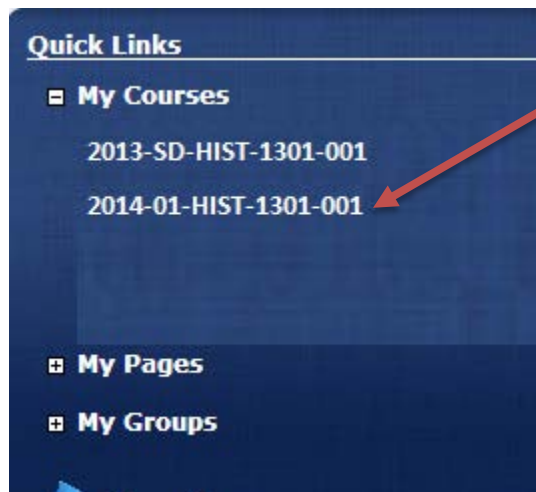 Quick Links
My Courses
2013-SD-HIST-1301-001
2014-01-HIST-1301-001
My Pages
My Groups